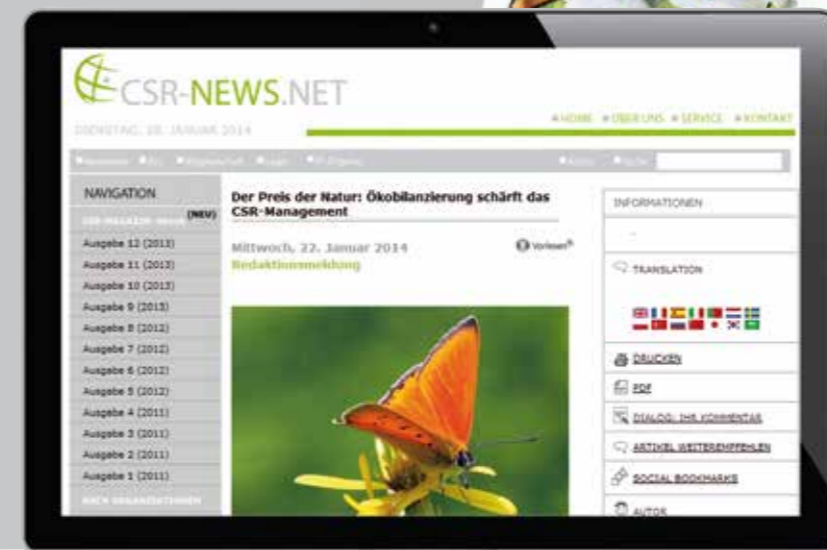 CSR-NEWS.NET
DIENSTAG, 28. JANUAR 2014
HOME ÜBER UNS SERVICE KONTAKT
NAVIGATION
(NEU)
Ausgabe 12 (2013)
Ausgabe 11 (2013)
Ausgabe 10 (2013)
Ausgabe 9 (2013)
Ausgabe 8 (2012)
Ausgabe 7 (2012)
Ausgabe 6 (2012)
Ausgabe 5 (2012)
Ausgabe 4 (2011)
Ausgabe 3 (2011)
Ausgabe 2 (2011)
Ausgabe 1 (2011)
NACH ORGANISATIONEN
Der Preis der Natur: Ökobilanzierung schärft das
CSR-Management
Mittwoch, 22. Januar 2014
Vorlesen
Redaktionsmeldung
INFORMATIONEN
TRANSLATION
DRUCKEN
PDF
DIALOG: IHR KOMMENTAR
ARTIKEL WEITEREMPFEHLEN
SOCIAL BOOKMARKS
AUTOR